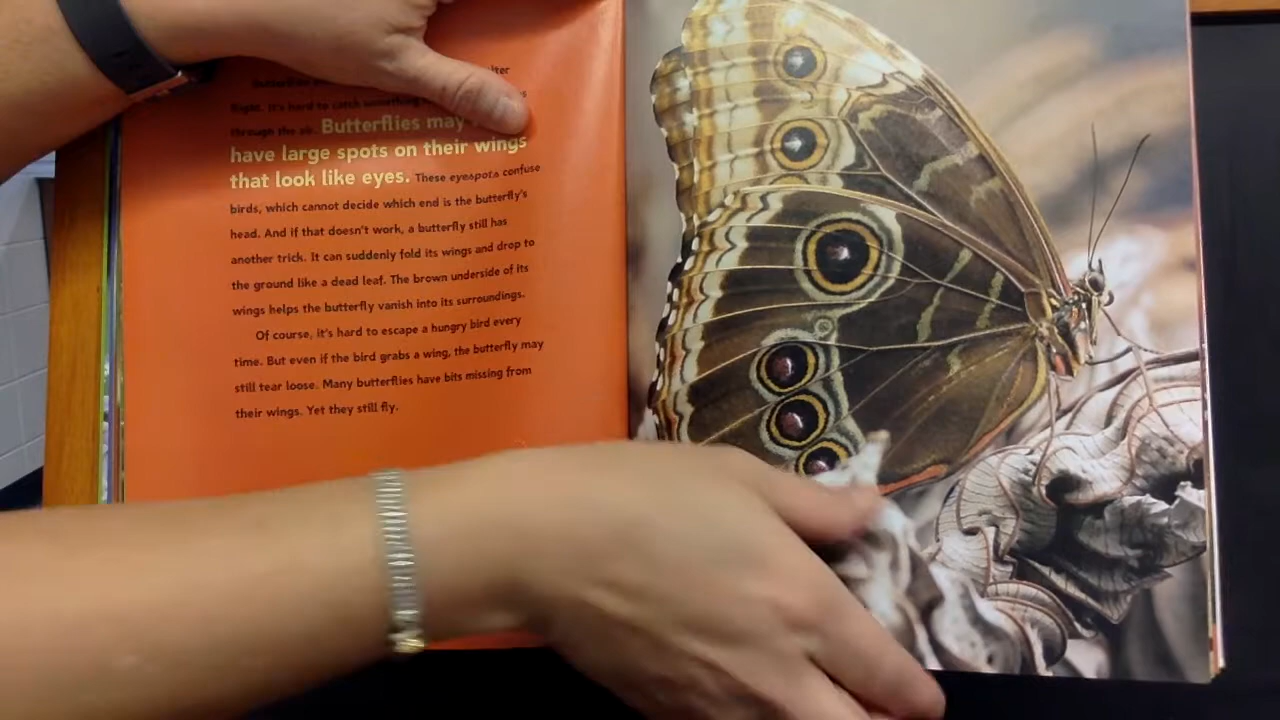 flight. It's hard to catch something
through the air. Butterflies may
have large spots on their wings
that look like eyes. These eyespots confuse
birds, which cannot decide which end is the butterfly's
head. And if that doesn't work, a butterfly still has
another trick. It can suddenly fold its wings and drop to
the ground like a dead leaf. The brown underside of its
wings helps the butterfly vanish into its surroundings.
Of course, it's hard to escape a hungry bird every
time. But even if the bird grabs a wing, the butterfly may
still tear loose. Many butterflies have bits missing from
their wings. Yet they still fly.